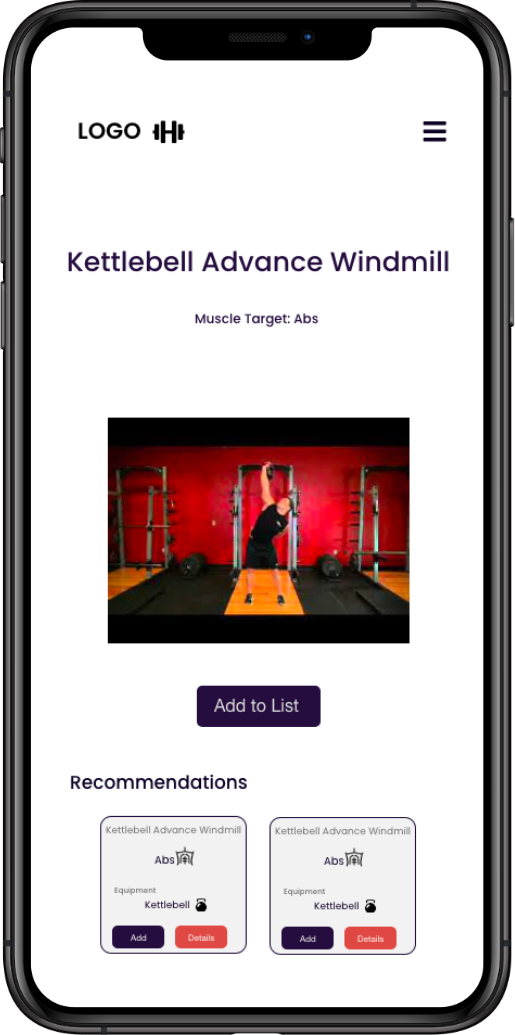 LOGO
Kettlebell Advance Windmill
Muscle Target: Abs
Add to List
Recommendations
Kettlebell Advance Windmill
Abs
Equipment
Kettlebell
Add Details
Kettlebell Advance Windmill
Abs
Equipment
Kettlebell
Add Details